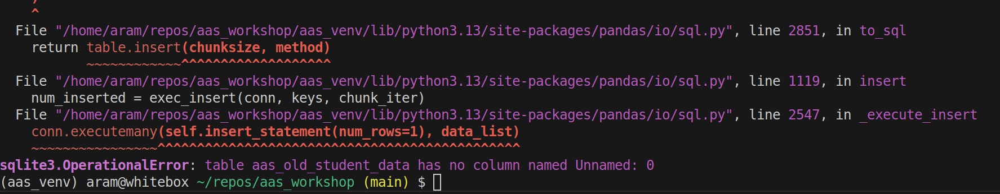 )
^
File "/home/aram/repos/aas_workshop/aas_venv/lib/python3.13/site-packages/pandas/io/sql.py", line 2851, in to_sql
return table.insert(chunksize, method)
~~~~~~~~~~~~^^^^^^^^^^^^^^^^^^^
File "/home/aram/repos/aas_workshop/aas_venv/lib/python3.13/site-packages/pandas/io/sql.py", line 1119, in insert
num_inserted = exec_insert(conn, keys, chunk_iter)
File "/home/aram/repos/aas_workshop/aas_venv/lib/python3.13/site-packages/pandas/io/sql.py", line 2547, in _execute_insert
conn.executemany(self.insert_statement(num_rows=1), data_list)
~~~~~~~~~~~~~~~~^^^^^^^^^^^^^^^^^^^^^^^^^^^^^^^^^^^^^^^^^^^^^^
sqlite3.OperationalError: table aas_old_student_data has no column named Unnamed: 0
(aas_venv) aram@whitebox ~/repos/aas_workshop (main) $